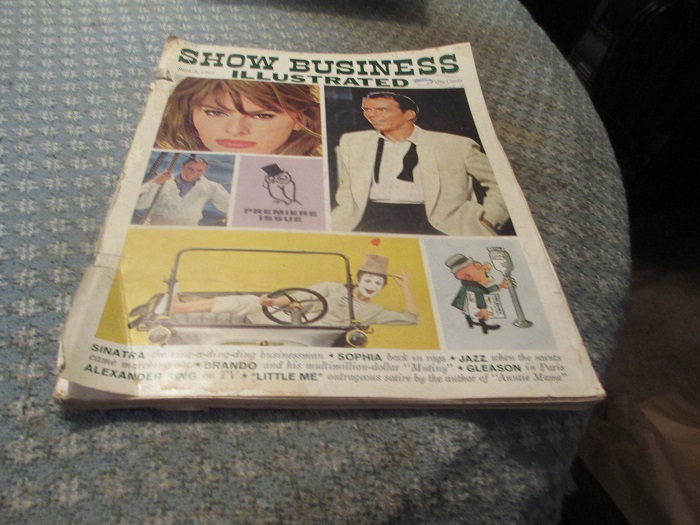 SHOW BUSINESS
ILLUSTRATED
PREMIERE
ISSUE
SINATRA the ring-a-ding-ding businessman • SOPHIA back in rags • JAZZ when the saints
came marching out • BRANDO and his multimillion-dollar "Mutiny" • GLEASON in Paris
ALEXANDER KING on TV • "LITTLE ME" outrageous satire by the author of "Auntie Mame"